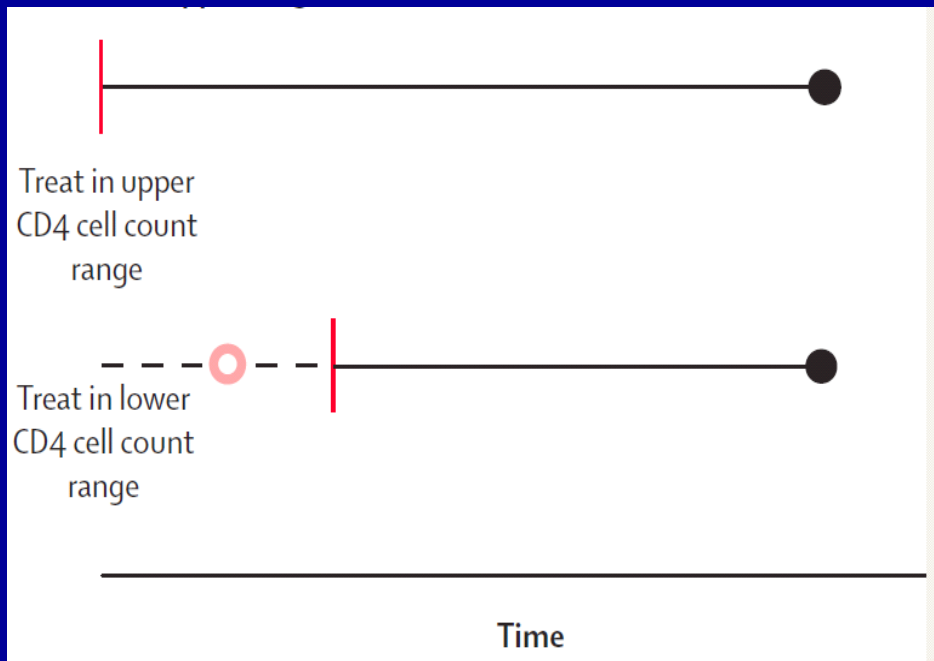 Treat in upper
CD4 cell count
range
Treat in lower
CD4 cell count
range
Time